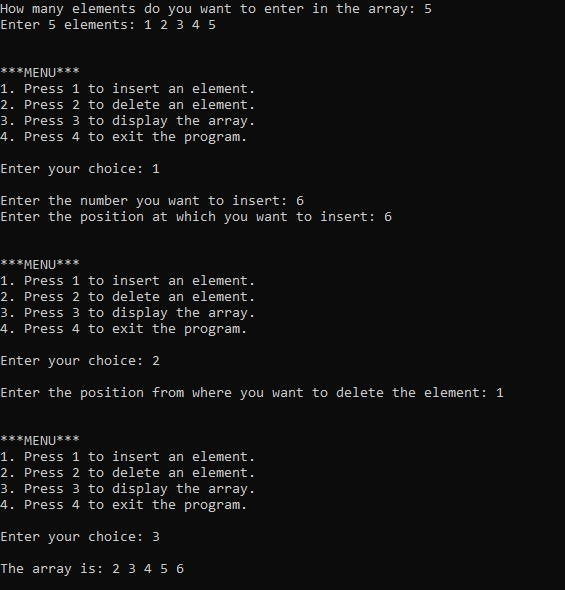 How many elements do you want to enter in the array: 5
Enter 5 elements: 1 2 3 4 5
***MENU***
1. Press 1 to insert an element.
2. Press 2 to delete an element.
3. Press 3 to display the array.
4. Press 4 to exit the program.
Enter your choice: 1
Enter the number you want to insert: 6
Enter the position at which you want to insert: 6
***MENU***
1. Press 1 to insert an element.
2. Press 2 to delete an element.
3. Press 3 to display the array.
4. Press 4 to exit the program.
Enter your choice: 2
Enter the position from where you want to delete the element: 1
***MENU***
1. Press 1 to insert an element.
2. Press 2 to delete an element.
3. Press 3 to display the array.
4. Press 4 to exit the program.
Enter your choice: 3
The array is: 2 3 4 5 6